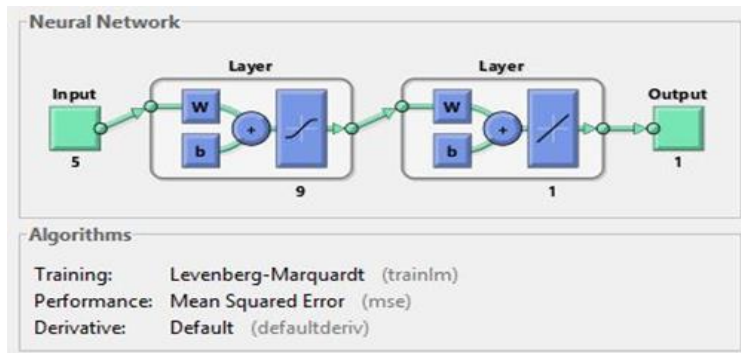 Neural Network
Layer Layer
Input Output
W W
+ +
b b
5 1
9 1
Algorithms
Training: Levenberg-Marquardt (trainlm)
Performance: Mean Squared Error (mse)
Derivative: Default (defaultderiv)